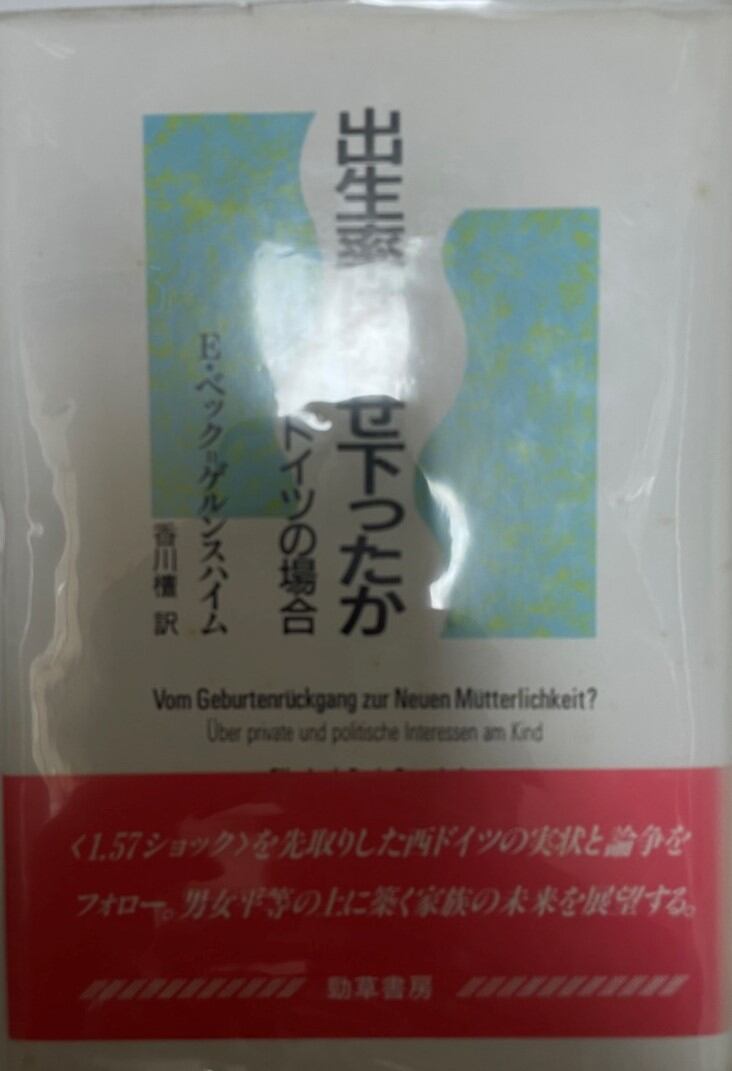 出生率 せ下ったか
ドイツの場合
E・ベック=ゲルンスハイム
香川檀 訳
Vom Geburtenrückgang zur Neuen Mütterlichkeit?
Über private und politische Interessen am Kind
〈1.57ショック〉を先取りした西ドイツの実状と論争を
フォロー。男女平等の上に築く家族の未来を展望する。
勁草書房